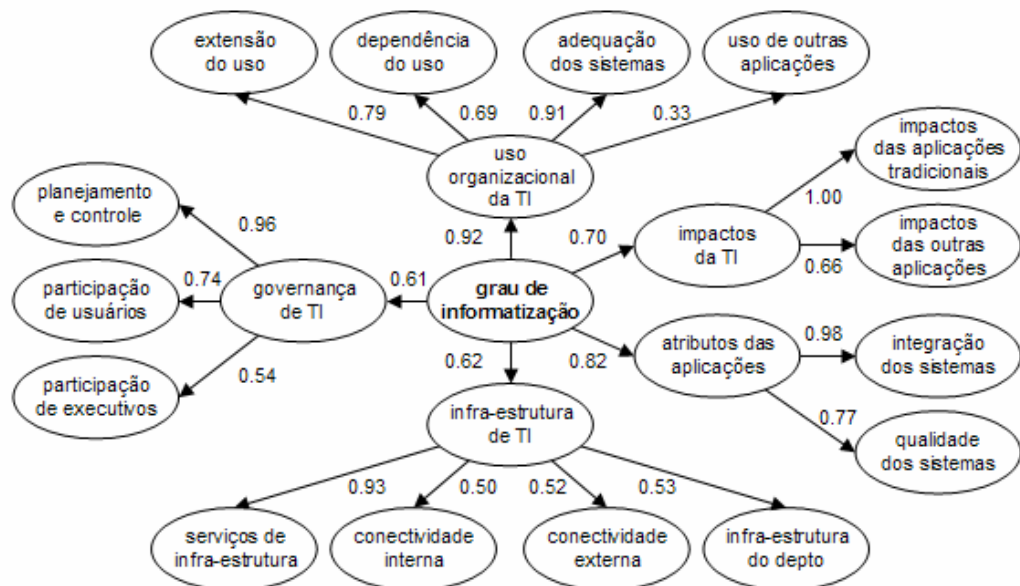 extensão
do uso
dependência
do uso
adequação
dos sistemas
uso de outras
aplicações
0.79
0.69
0.91
0.33
uso
organizacional
da TI
impactos
das aplicações
tradicionais
planejamento
e controle
0.96
0.92
0.70
impactos
da TI
1.00
impactos
das outras
aplicações
0.66
participação
de usuários
0.74
governança
de TI
0.61
grau de
informatização
participação
de executivos
0.54
0.62
0.82
atributos das
aplicações
0.98
integração
dos sistemas
0.77
qualidade
dos sistemas
infra-estrutura
de TI
0.93
0.50
0.52
0.53
serviços de
infra-estrutura
conectividade
interna
conectividade
externa
infra-estrutura
do depto